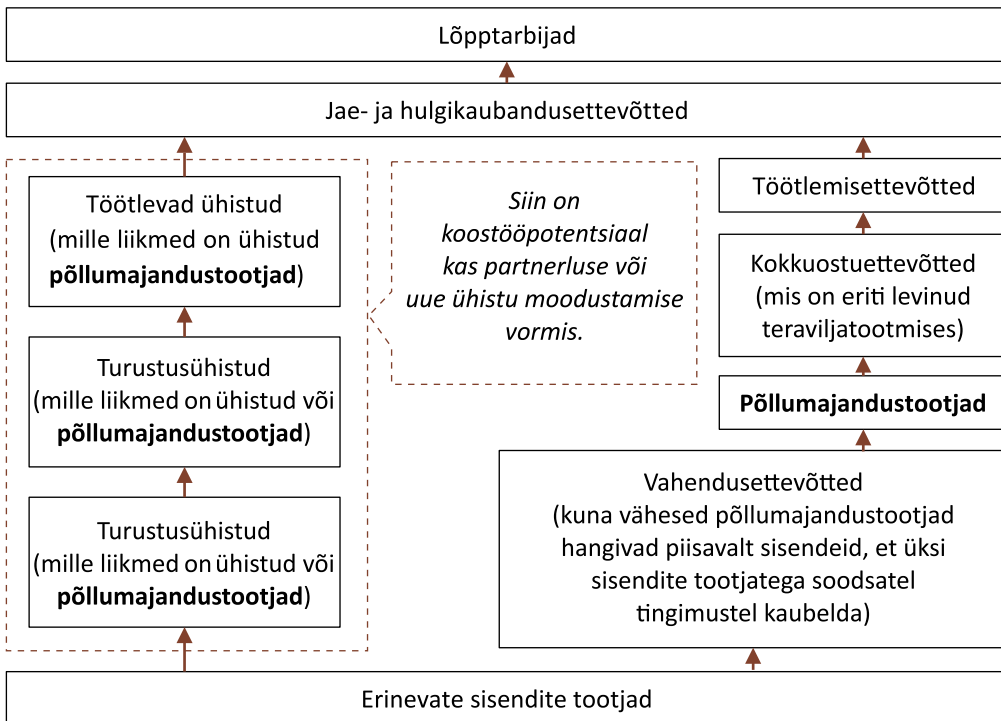 Lõpptarbijad
Jae- ja hulgikaubandusettevõtted
Töötlevad ühistud
(mille liikmed on ühistud
põllumajandustootjad)
Turustusühistud
(mille liikmed on ühistud või
põllumajandustootjad)
Turustusühistud
(mille liikmed on ühistud või
põllumajandustootjad)
Siin on
koostööpotentsiaal
kas partnerluse või
uue ühistu moodustamise
vormis.
Töötlemisettevõtted
Kokkuostuettevõtted
(mis on eriti levinud
teraviljatootmises)
Põllumajandustootjad
Vahendusettevõtted
(kuna vähesed põllumajandustootjad
hangivad piisavalt sisendeid, et üksi
sisendite tootjatega soodsatel
tingimustel kaubelda)
Erinevate sisendite tootjad